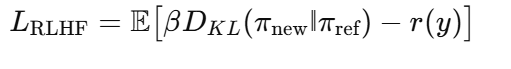 L_RLHF = 𝔼[βD_KL(π_new‖π_ref) − r(y)]